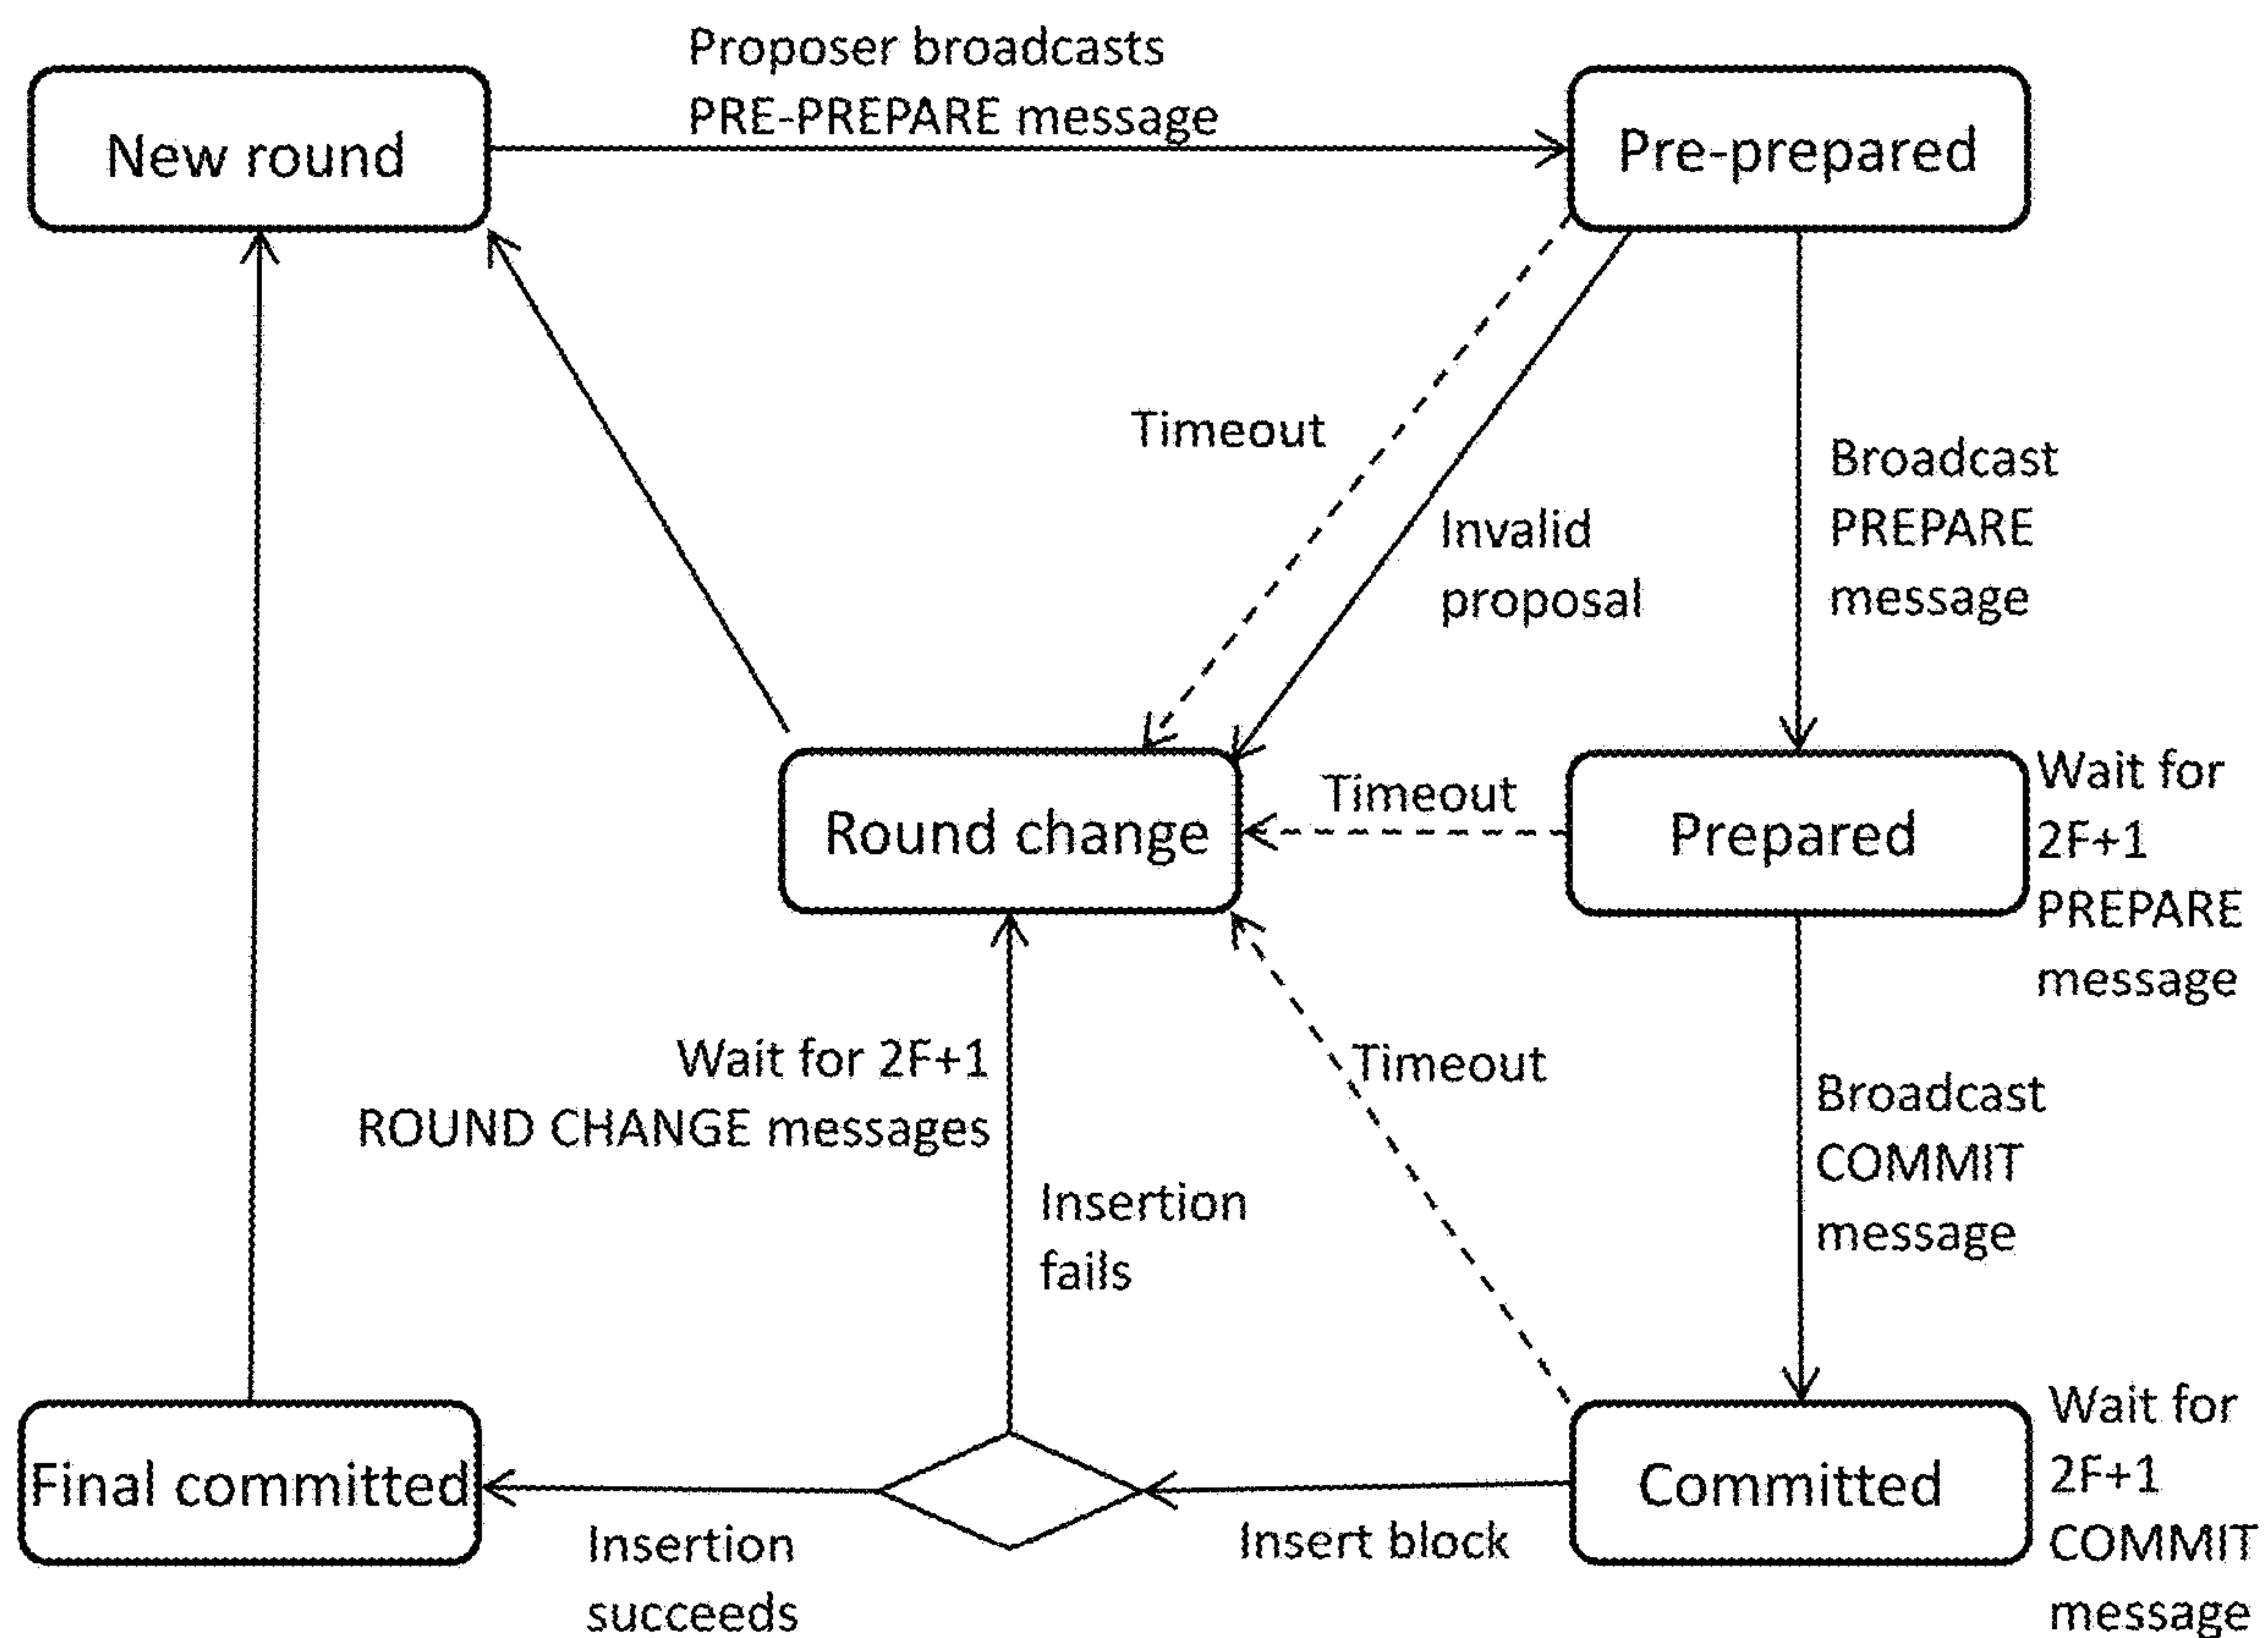 Proposer broadcasts
PRE-PREPARE message
New round
Pre-prepared
Timeout
Invalid
proposal
Broadcast
PREPARE
message
Round change
Timeout
Prepared
Wait for
2F+1
PREPARE
message
Wait for 2F+1
ROUND CHANGE messages
Timeout
Insertion
fails
Broadcast
COMMIT
message
Final committed
Insertion
succeeds
Insert block
Committed
Wait for
2F+1
COMMIT
message